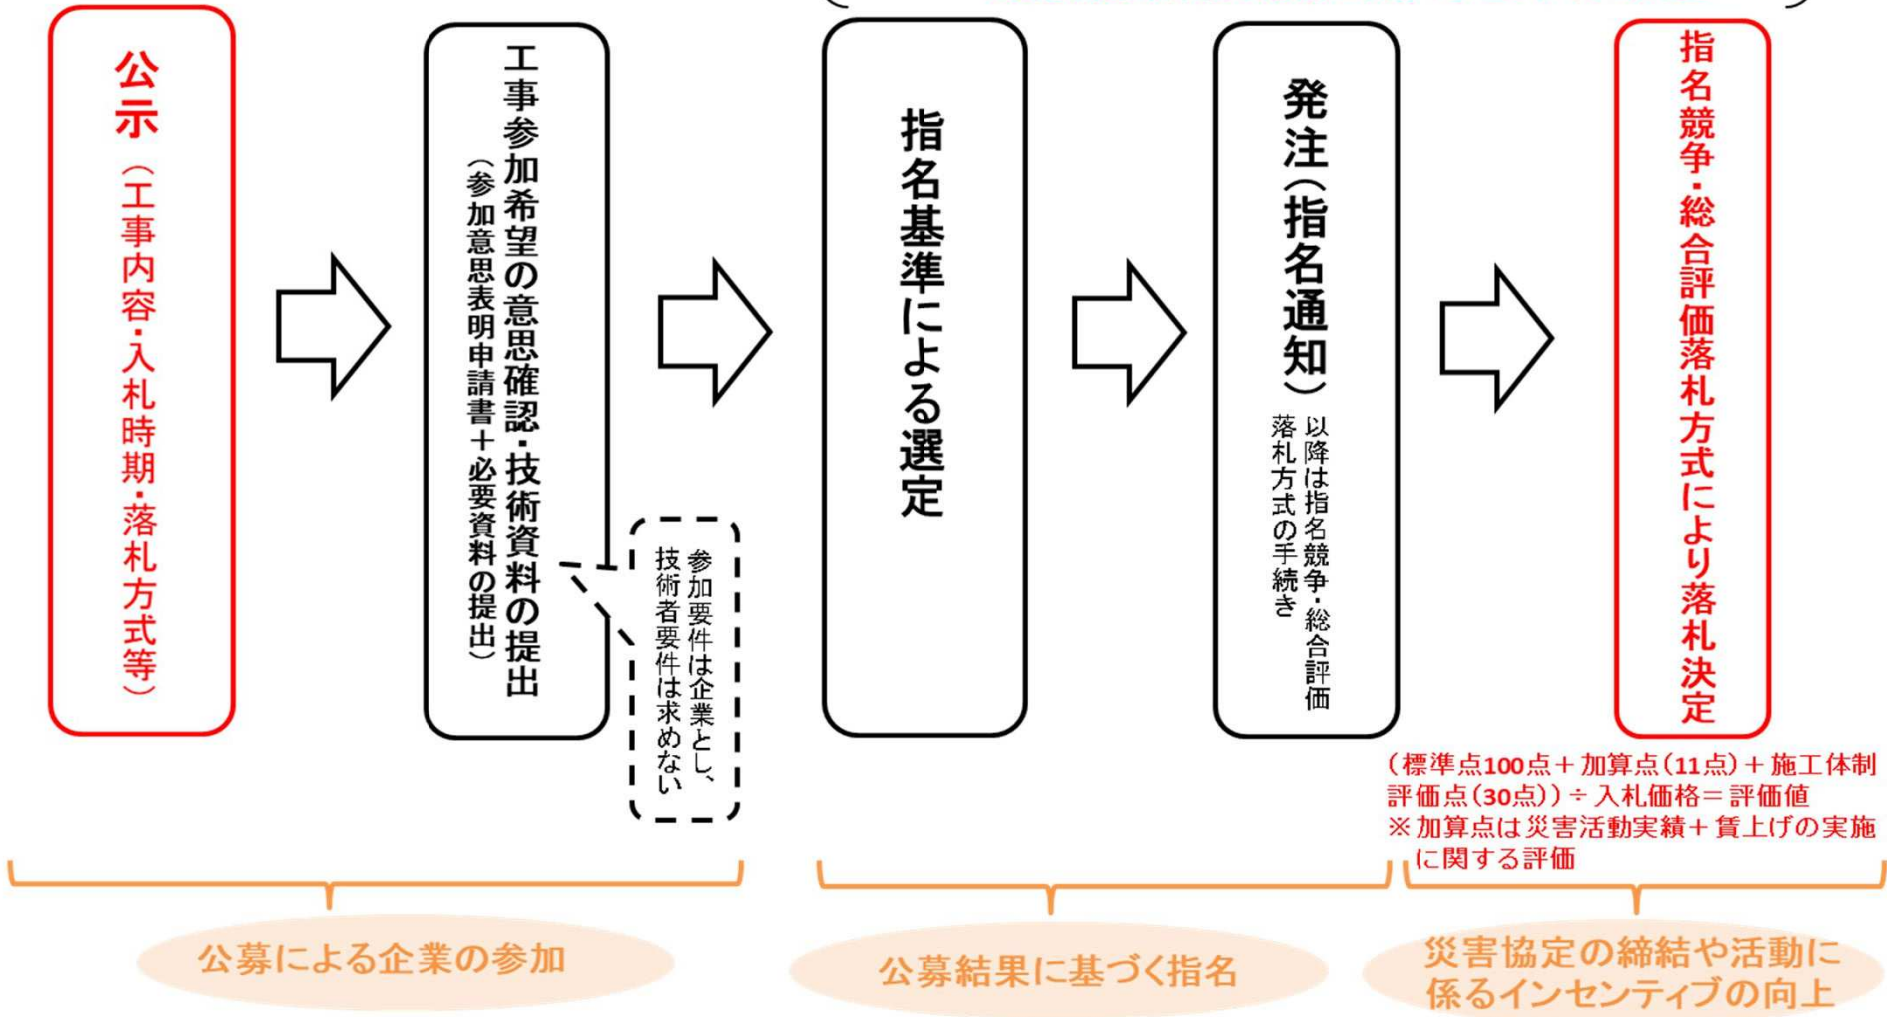 公示（工事内容・入札時期・落札方式等）
工事参加希望の意思確認・技術資料の提出
（参加意思表明申請書＋必要資料の提出）
参加要件は企業とし、
技術者要件は求めない
指名基準による選定
発注（指名通知）
以降は指名競争・総合評価
落札方式の手続き
指名競争・総合評価落札方式により落札決定
（標準点100点＋加算点（11点）＋施工体制
評価点（30点））÷入札価格＝評価値
※加算点は災害活動実績＋賃上げの実施
に関する評価
公募による企業の参加
公募結果に基づく指名
災害協定の締結や活動に
係るインセンティブの向上